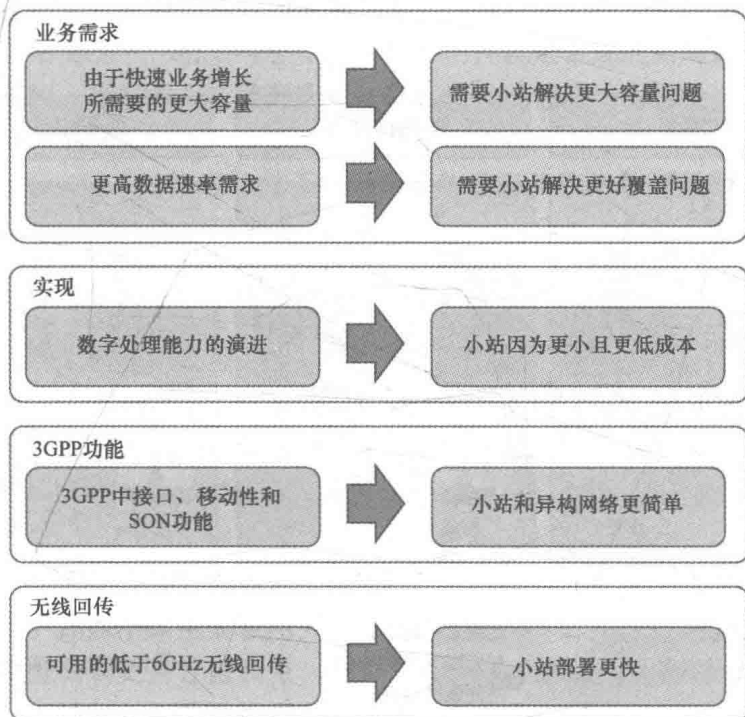 业务需求
由于快速业务增长
所需要的更大容量
需要小站解决更大容量问题
更高数据速率需求
需要小站解决更好覆盖问题
实现
数字处理能力的演进
小站因为更小且更低成本
3GPP功能
3GPP中接口、移动性和
SON功能
小站和异构网络更简单
无线回传
可用的低于6GHz无线回传
小站部署更快